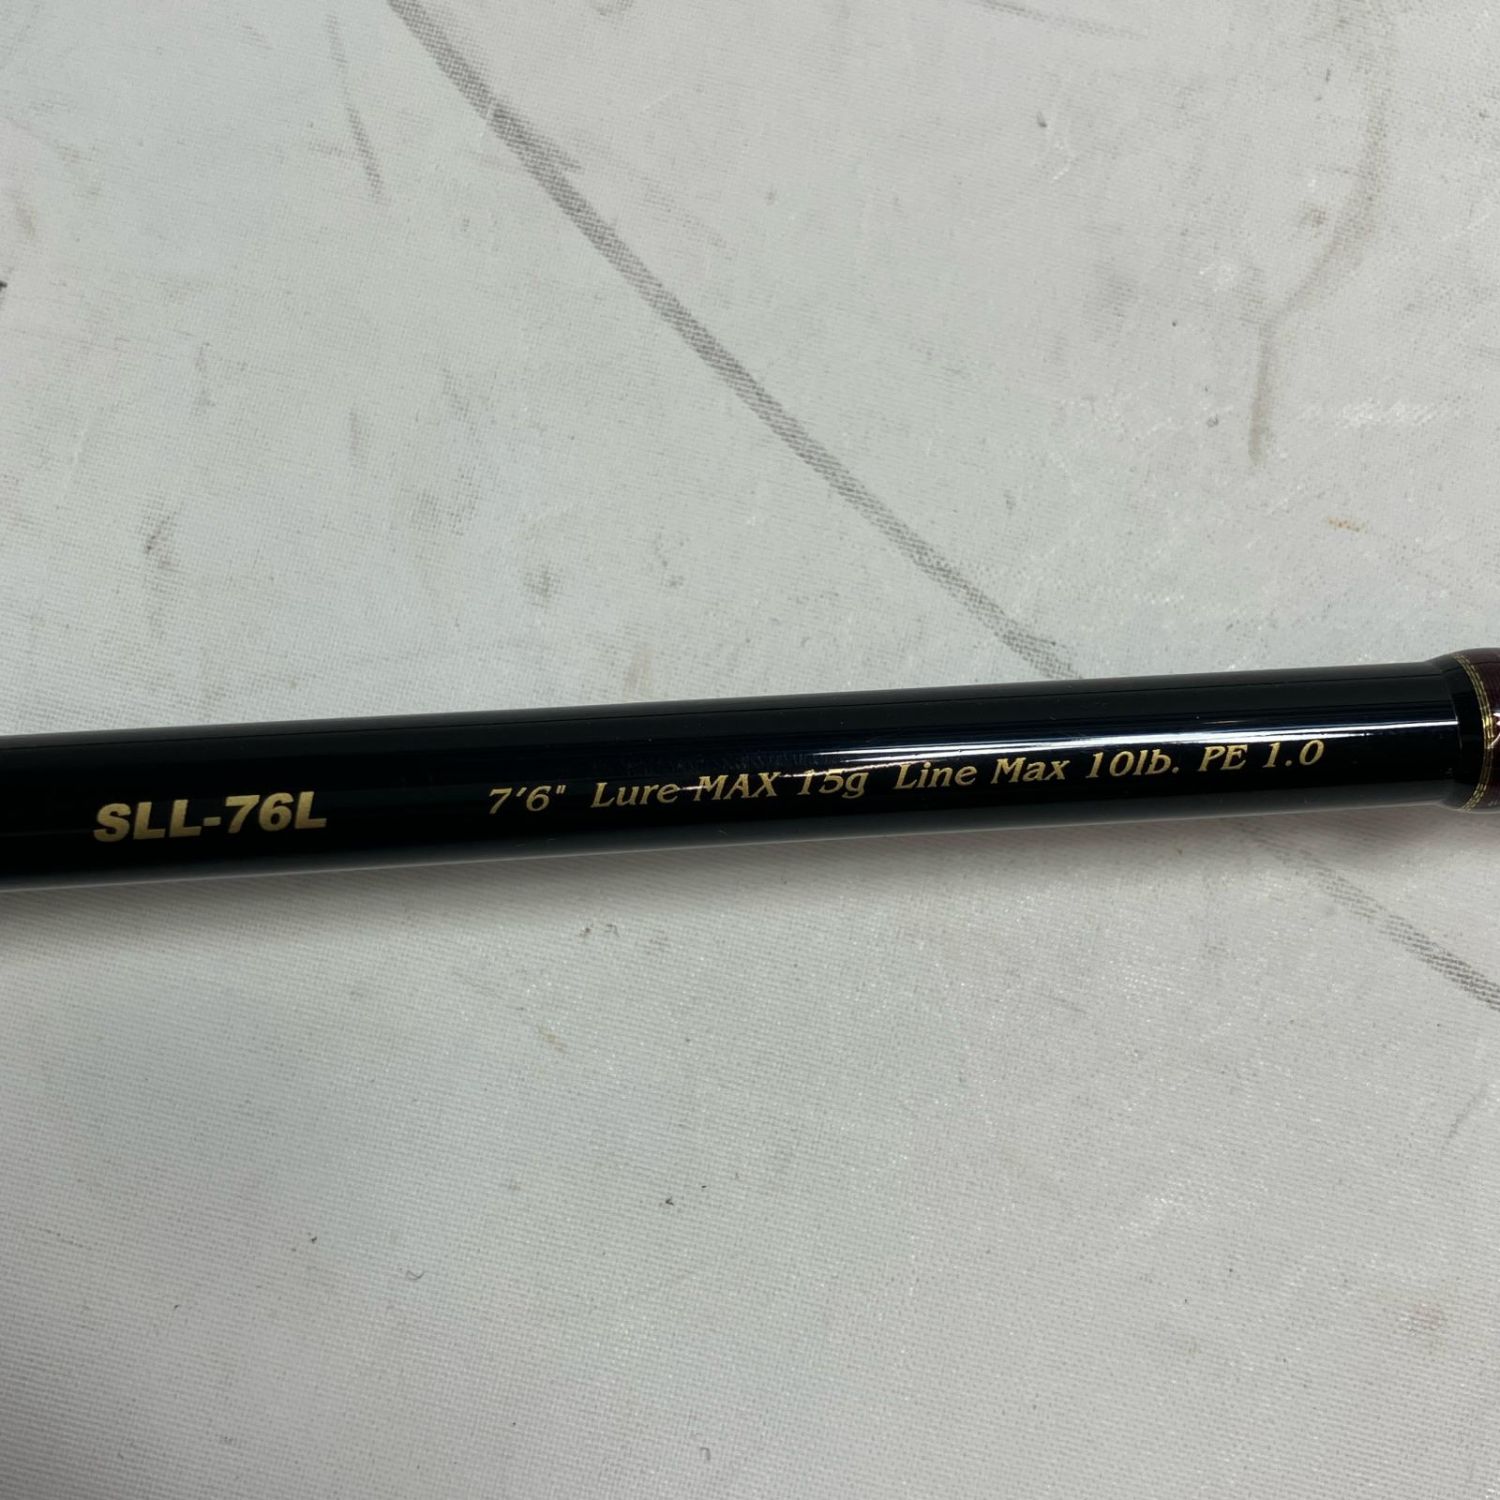 SLL-76L 7'6" Lure MAX 15g Line Max 10lb. PE 1.0